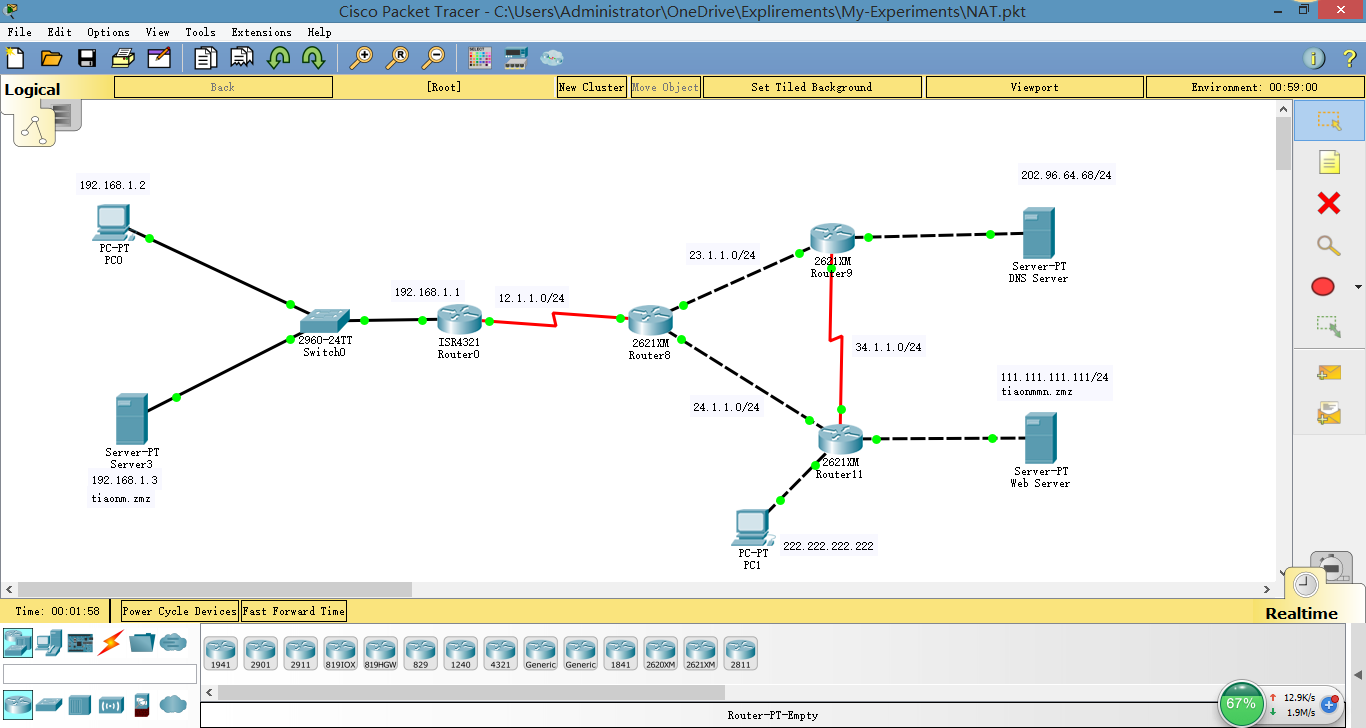 Cisco Packet Tracer - C:\Users\Administrator\OneDrive\Explirements\My-Experiments\NAT.pkt
File Edit Options View Tools Extensions Help
Logical
Back
[Root]
New Cluster
Move Object
Set Tiled Background
Viewport
Environment: 00:59:00
192.168.1.2
PC-PT
PC0
2960-24TT
Switch0
Server-PT
Server3
192.168.1.3
tiaonm.zmz
192.168.1.1
ISR4321
Router0
12.1.1.0/24
2621XM
Router8
23.1.1.0/24
24.1.1.0/24
2621XM
Router9
34.1.1.0/24
202.96.64.68/24
Server-PT
DNS Server
111.111.111.111/24
tiaonmmn.zmz
Server-PT
Web Server
2621XM
Router11
PC-PT
PC1
222.222.222.222
Time: 00:01:58
Power Cycle Devices
Fast Forward Time
Realtime
1941
2901
2911
819IOX
819HGW
829
1240
4321
Generic
Generic
1841
2620XM
2621XM
2811
Router-PT-Empty
67%
12.9K/s
1.9M/s